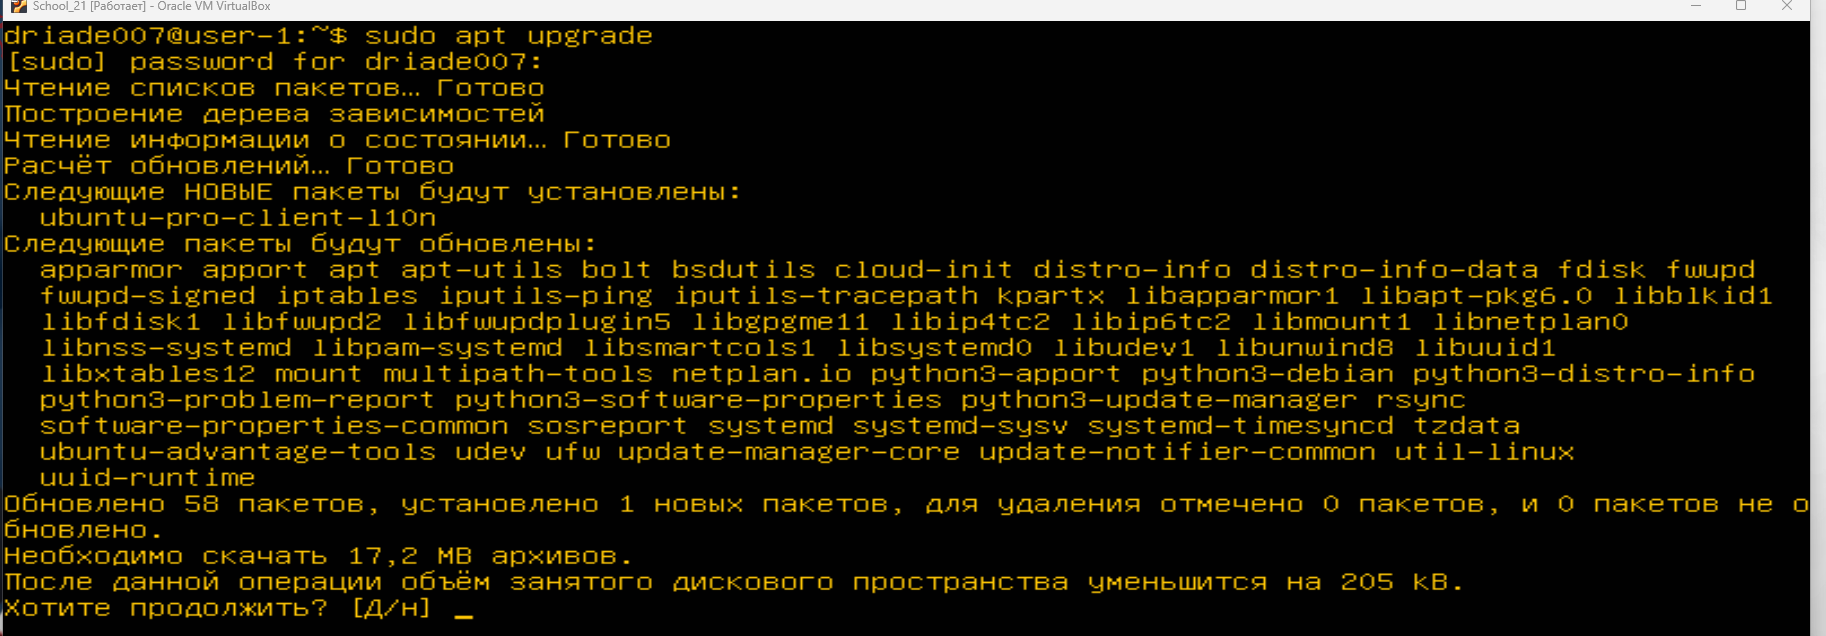 School_21 [Работает] - Oracle VM VirtualBox
driade007@user-1:~$ sudo apt upgrade
[sudo] password for driade007:
Чтение списков пакетов… Готово
Построение дерева зависимостей
Чтение информации о состоянии… Готово
Расчёт обновлений… Готово
Следующие НОВЫЕ пакеты будут установлены:
  ubuntu-pro-client-l10n
Следующие пакеты будут обновлены:
  apparmor apport apt apt-utils bolt bsdutils cloud-init distro-info distro-info-data fdisk fwupd
  fwupd-signed iptables iputils-ping iputils-tracepath kpartx libapparmor1 libapt-pkg6.0 libblkid1
  libfdisk1 libfwupd2 libfwupdplugin5 libgpgme11 libip4tc2 libip6tc2 libmount1 libnetplan0
  libnss-systemd libpam-systemd libsmartcols1 libsystemd0 libudev1 libunwind8 libuuid1
  libxtables12 mount multipath-tools netplan.io python3-apport python3-debian python3-distro-info
  python3-problem-report python3-software-properties python3-update-manager rsync
  software-properties-common sosreport systemd systemd-sysv systemd-timesyncd tzdata
  ubuntu-advantage-tools udev ufw update-manager-core update-notifier-common util-linux
  uuid-runtime
Обновлено 58 пакетов, установлено 1 новых пакетов, для удаления отмечено 0 пакетов, и 0 пакетов не о
бновлено.
Необходимо скачать 17,2 MB архивов.
После данной операции объём занятого дискового пространства уменьшится на 205 kB.
Хотите продолжить? [Д/н] _